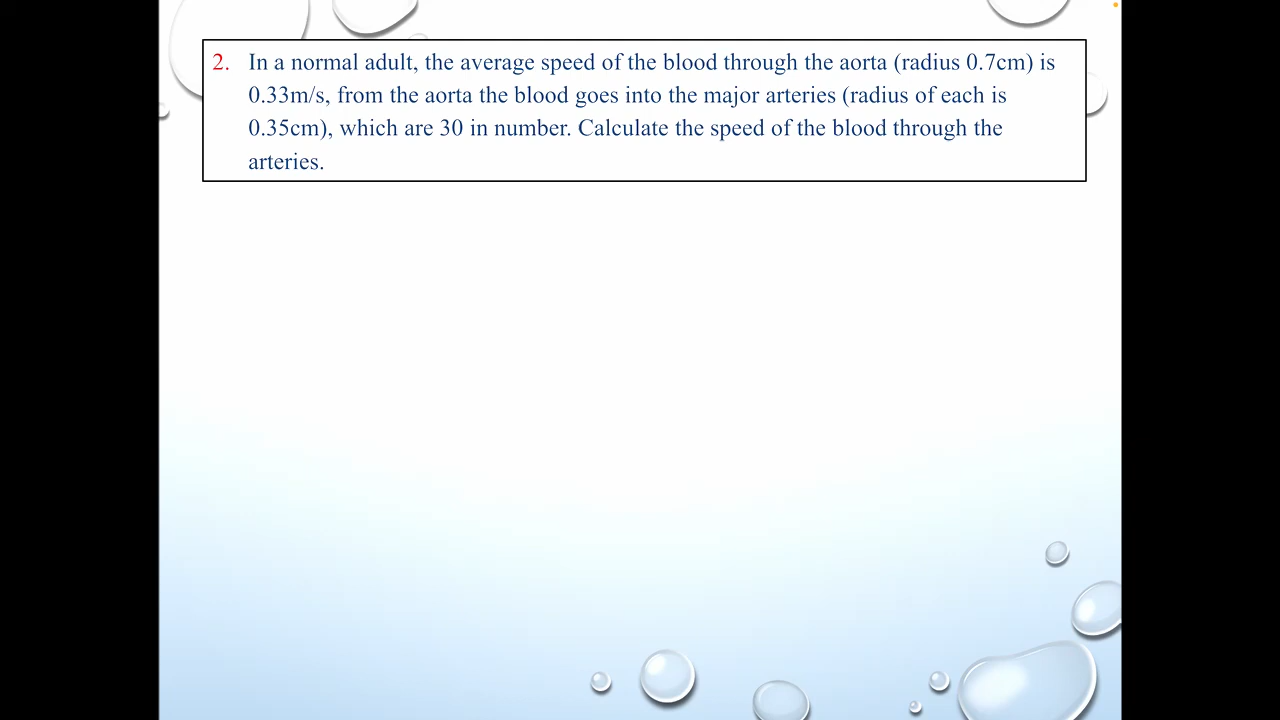 2. In a normal adult, the average speed of the blood through the aorta (radius 0.7cm) is
0.33m/s, from the aorta the blood goes into the major arteries (radius of each is
0.35cm), which are 30 in number. Calculate the speed of the blood through the
arteries.